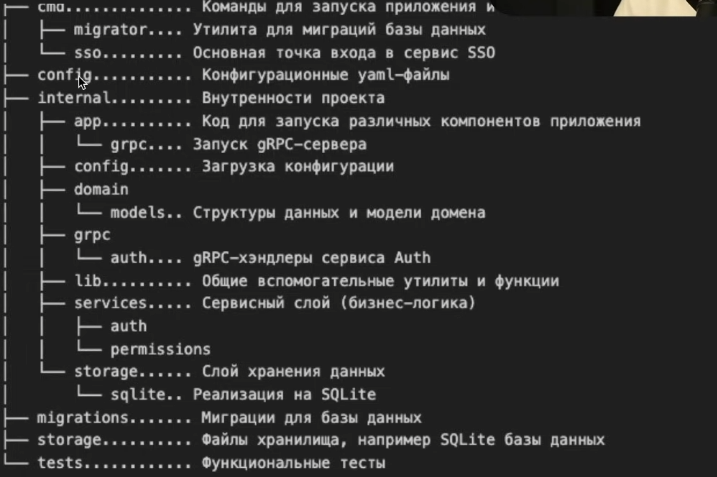 ├── cmd.............. Команды для запуска приложения и
│   ├── migrator.... Утилита для миграций базы данных
│   └── sso.......... Основная точка входа в сервис SSO
├── config........... Конфигурационные yaml-файлы
├── internal......... Внутренности проекта
│   ├── app.......... Код для запуска различных компонентов приложения
│   │   └── grpc.... Запуск gRPC-сервера
│   ├── config....... Загрузка конфигурации
│   ├── domain
│   │   └── models.. Структуры данных и модели домена
│   ├── grpc
│   │   └── auth.... gRPC-хэндлеры сервиса Auth
│   ├── lib.......... Общие вспомогательные утилиты и функции
│   ├── services..... Сервисный слой (бизнес-логика)
│   │   ├── auth
│   │   └── permissions
│   └── storage...... Слой хранения данных
│       └── sqlite.. Реализация на SQLite
├── migrations....... Миграции для базы данных
├── storage.......... Файлы хранилища, например SQLite базы данных
└── tests............ Функциональные тесты